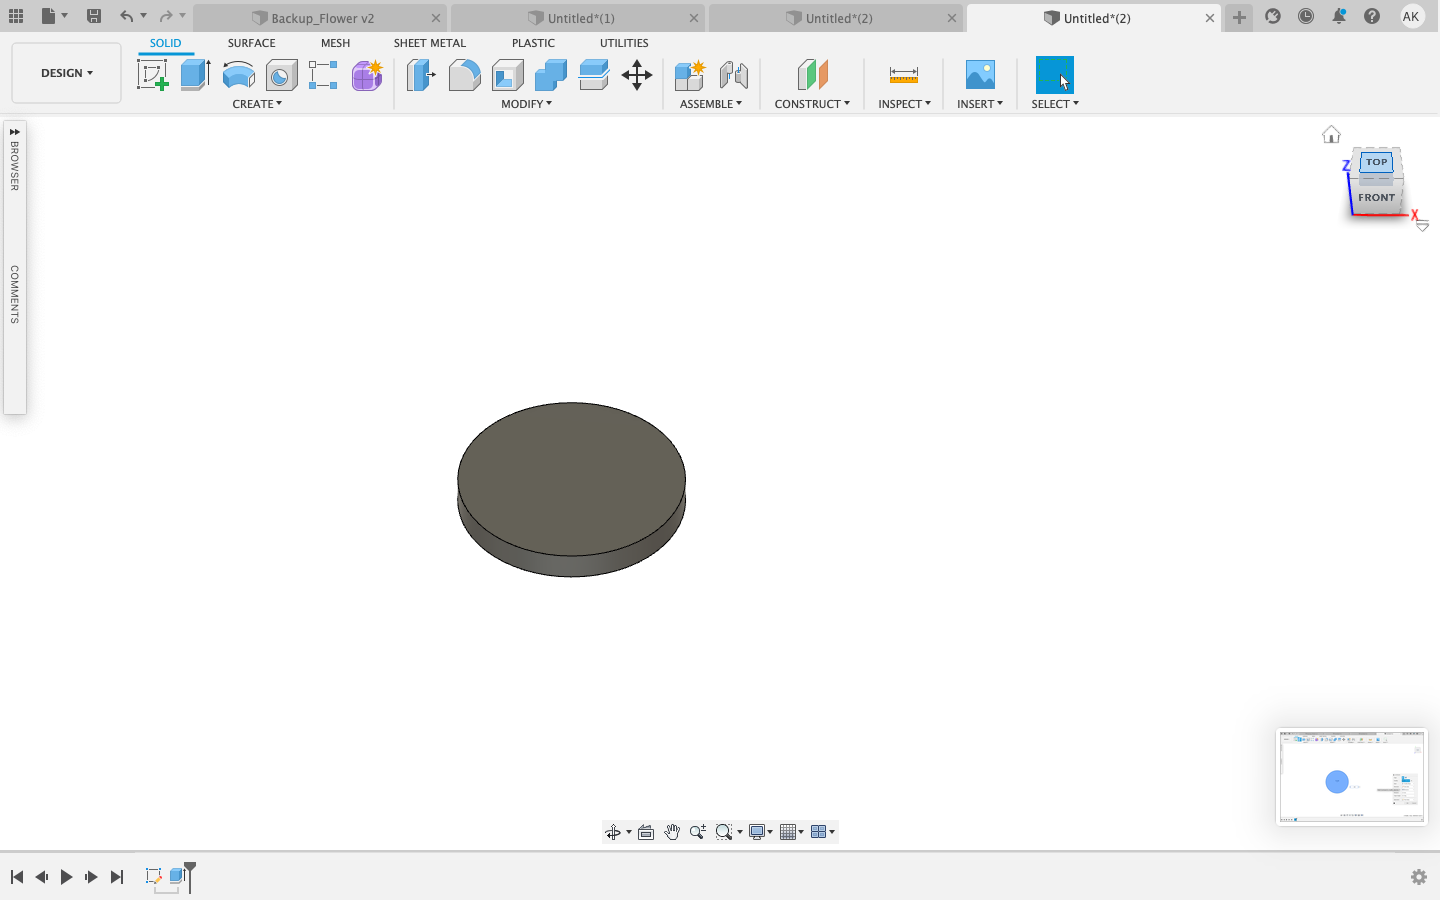 Backup_Flower v2
Untitled*(1)
Untitled*(2)
Untitled*(2)
AK
DESIGN
SOLID
SURFACE
MESH
SHEET METAL
PLASTIC
UTILITIES
CREATE
MODIFY
ASSEMBLE
CONSTRUCT
INSPECT
INSERT
SELECT
BROWSER
COMMENTS
TOP
FRONT
Z
X